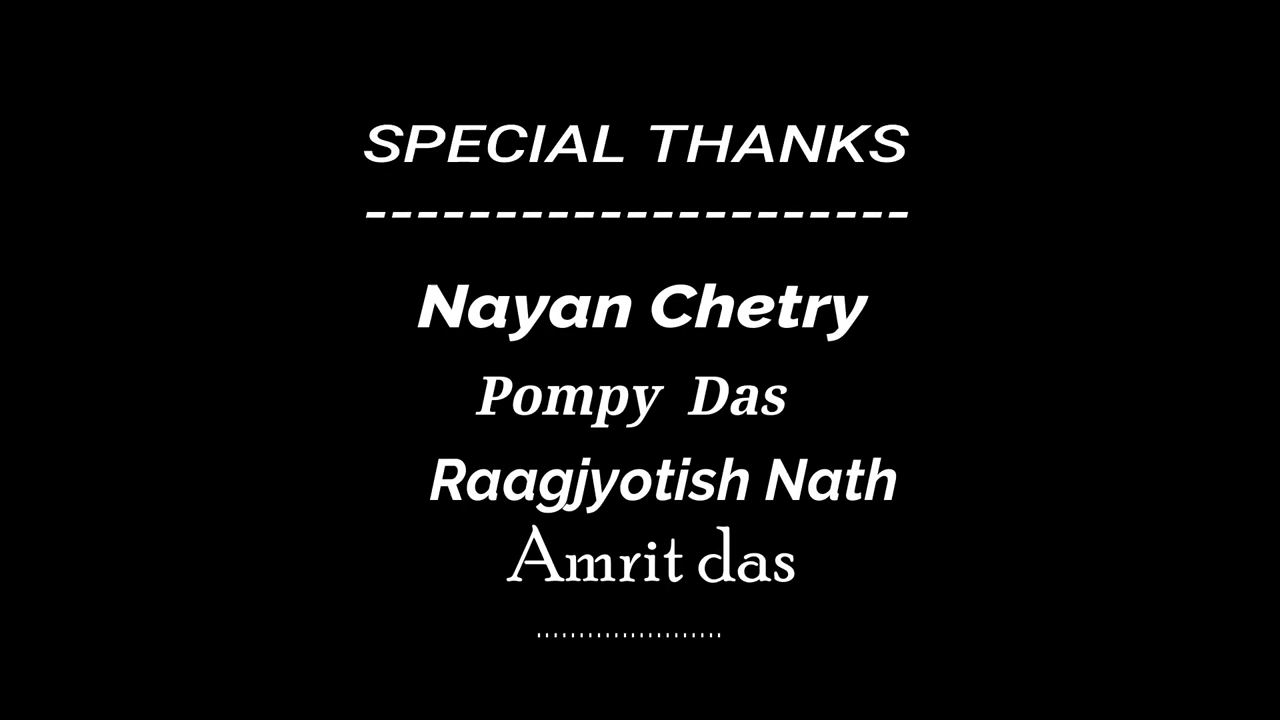 SPECIAL THANKS
---------------------
Nayan Chetry
Pompy Das
Raagjyotish Nath
Amrit das
......................